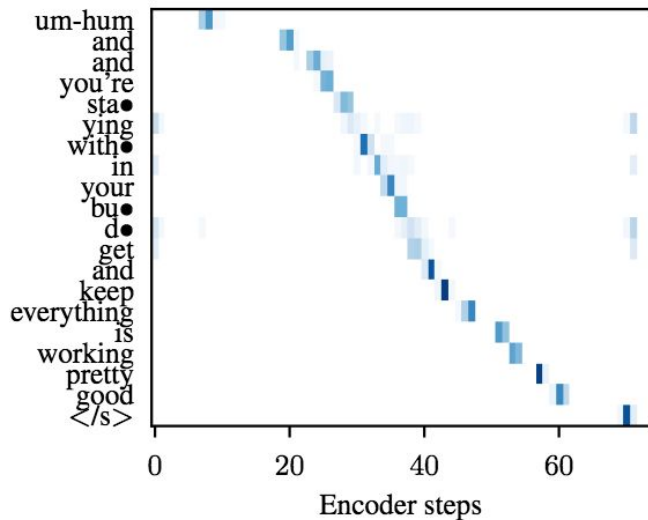 um-hum
and
and
you're
sta●
ying
with●
in
your
bu●
d●
get
and
keep
everything
is
working
pretty
good
</s>
0 20 40 60
Encoder steps